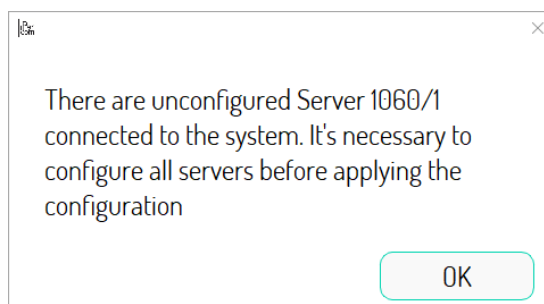 There are unconfigured Server 1060/1
connected to the system. It's necessary to
configure all servers before applying the
configuration
OK